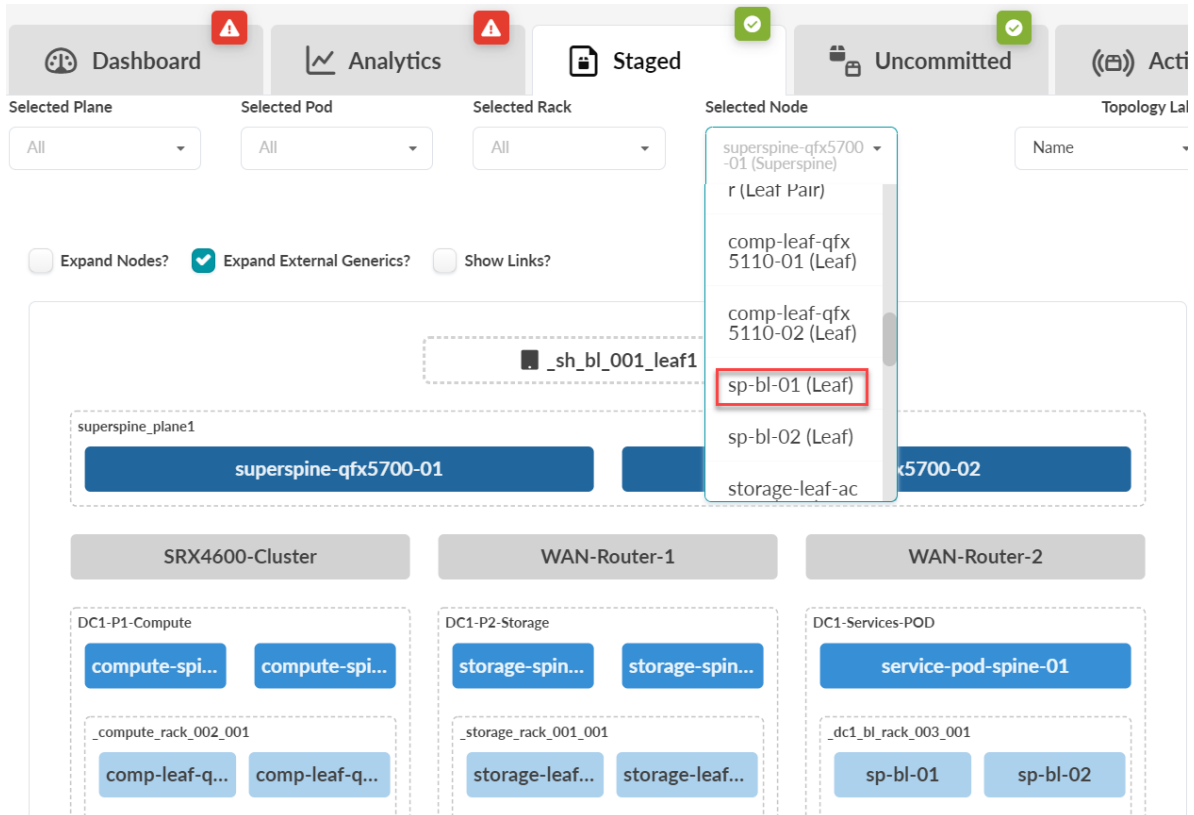 Dashboard
Analytics
Staged
Uncommitted
Acti
Selected Plane
Selected Pod
Selected Rack
Selected Node
Topology Lal
All
All
All
superspine-qfx5700
-01 (Superspine)
Name
r (Leaf Pair)
comp-leaf-qfx
5110-01 (Leaf)
comp-leaf-qfx
5110-02 (Leaf)
sp-bl-01 (Leaf)
sp-bl-02 (Leaf)
storage-leaf-ac
Expand Nodes?
Expand External Generics?
Show Links?
_sh_bl_001_leaf1
superspine_plane1
superspine-qfx5700-01
x5700-02
SRX4600-Cluster
WAN-Router-1
WAN-Router-2
DC1-P1-Compute
DC1-P2-Storage
DC1-Services-POD
compute-spi...
compute-spi...
storage-spin...
storage-spin...
service-pod-spine-01
_compute_rack_002_001
_storage_rack_001_001
_dc1_bl_rack_003_001
comp-leaf-q...
comp-leaf-q...
storage-leaf...
storage-leaf...
sp-bl-01
sp-bl-02